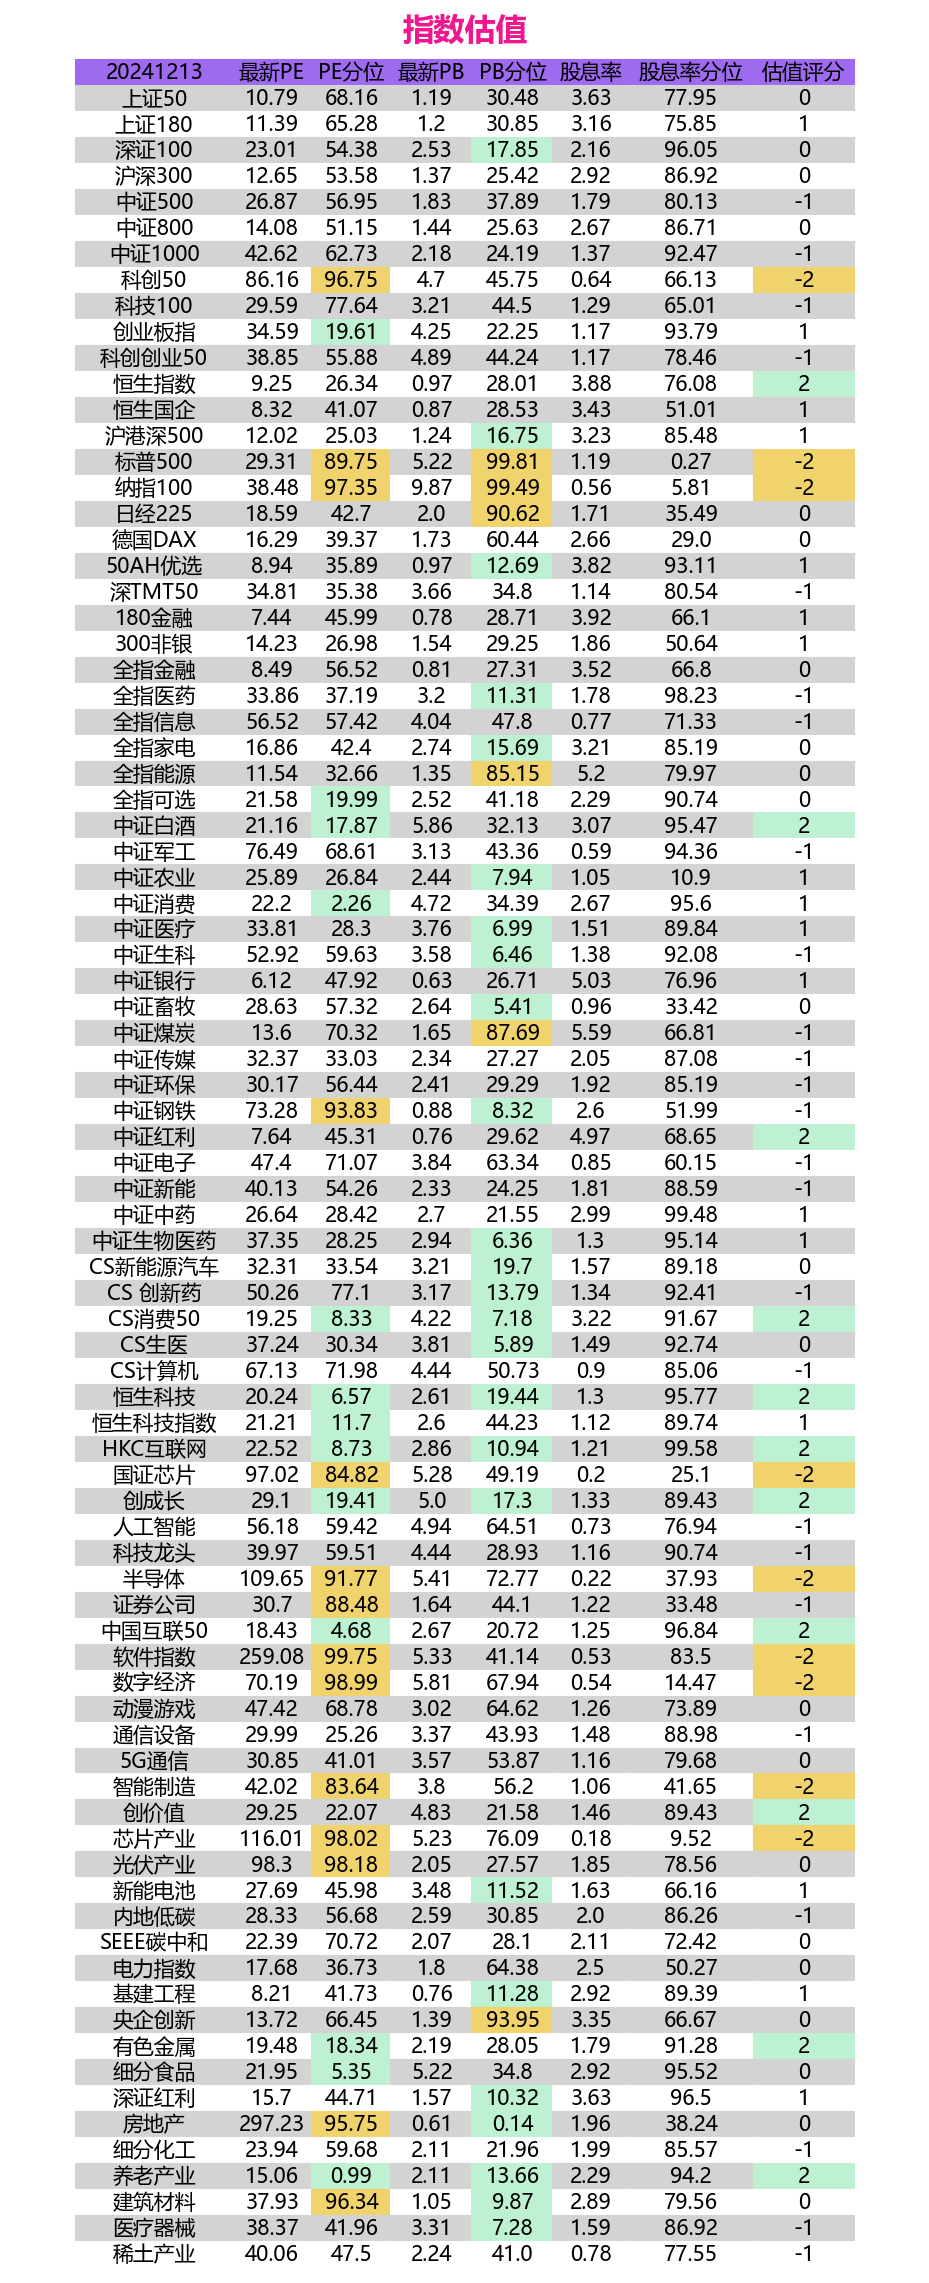 指数估值
20241213 最新PE PE分位 最新PB PB分位 股息率 股息率分位 估值评分
上证50 10.79 68.16 1.19 30.48 3.63 77.95 0
上证180 11.39 65.28 1.2 30.85 3.16 75.85 1
深证100 23.01 54.38 2.53 17.85 2.16 96.05 0
沪深300 12.65 53.58 1.37 25.42 2.92 86.92 0
中证500 26.87 56.95 1.83 37.89 1.79 80.13 -1
中证800 14.08 51.15 1.44 25.63 2.67 86.71 0
中证1000 42.62 62.73 2.18 24.19 1.37 92.47 -1
科创50 86.16 96.75 4.7 45.75 0.64 66.13 -2
科技100 29.59 77.64 3.21 44.5 1.29 65.01 -1
创业板指 34.59 19.61 4.25 22.25 1.17 93.79 1
科创创业50 38.85 55.88 4.89 44.24 1.17 78.46 -1
恒生指数 9.25 26.34 0.97 28.01 3.88 76.08 2
恒生国企 8.32 41.07 0.87 28.53 3.43 51.01 1
沪港深500 12.02 25.03 1.24 16.75 3.23 85.48 1
标普500 29.31 89.75 5.22 99.81 1.19 0.27 -2
纳指100 38.48 97.35 9.87 99.49 0.56 5.81 -2
日经225 18.59 42.7 2.0 90.62 1.71 35.49 0
德国DAX 16.29 39.37 1.73 60.44 2.66 29.0 0
50AH优选 8.94 35.89 0.97 12.69 3.82 93.11 1
深TMT50 34.81 35.38 3.66 34.8 1.14 80.54 -1
180金融 7.44 45.99 0.78 28.71 3.92 66.1 1
300非银 14.23 26.98 1.54 29.25 1.86 50.64 1
全指金融 8.49 56.52 0.81 27.31 3.52 66.8 0
全指医药 33.86 37.19 3.2 11.31 1.78 98.23 -1
全指信息 56.52 57.42 4.04 47.8 0.77 71.33 -1
全指家电 16.86 42.4 2.74 15.69 3.21 85.19 0
全指能源 11.54 32.66 1.35 85.15 5.2 79.97 0
全指可选 21.58 19.99 2.52 41.18 2.29 90.74 0
中证白酒 21.16 17.87 5.86 32.13 3.07 95.47 2
中证军工 76.49 68.61 3.13 43.36 0.59 94.36 -1
中证农业 25.89 26.84 2.44 7.94 1.05 10.9 1
中证消费 22.2 2.26 4.72 34.39 2.67 95.6 1
中证医疗 33.81 28.3 3.76 6.99 1.51 89.84 1
中证生科 52.92 59.63 3.58 6.46 1.38 92.08 -1
中证银行 6.12 47.92 0.63 26.71 5.03 76.96 1
中证畜牧 28.63 57.32 2.64 5.41 0.96 33.42 0
中证煤炭 13.6 70.32 1.65 87.69 5.59 66.81 -1
中证传媒 32.37 33.03 2.34 27.27 2.05 87.08 -1
中证环保 30.17 56.44 2.41 29.29 1.92 85.19 -1
中证钢铁 73.28 93.83 0.88 8.32 2.6 51.99 -1
中证红利 7.64 45.31 0.76 29.62 4.97 68.65 2
中证电子 47.4 71.07 3.84 63.34 0.85 60.15 -1
中证新能 40.13 54.26 2.33 24.25 1.81 88.59 -1
中证中药 26.64 28.42 2.7 21.55 2.99 99.48 1
中证生物医药 37.35 28.25 2.94 6.36 1.3 95.14 1
CS新能源汽车 32.31 33.54 3.21 19.7 1.57 89.18 0
CS 创新药 50.26 77.1 3.17 13.79 1.34 92.41 -1
CS消费50 19.25 8.33 4.22 7.18 3.22 91.67 2
CS生医 37.24 30.34 3.81 5.89 1.49 92.74 0
CS计算机 67.13 71.98 4.44 50.73 0.9 85.06 -1
恒生科技 20.24 6.57 2.61 19.44 1.3 95.77 2
恒生科技指数 21.21 11.7 2.6 44.23 1.12 89.74 1
HKC互联网 22.52 8.73 2.86 10.94 1.21 99.58 2
国证芯片 97.02 84.82 5.28 49.19 0.2 25.1 -2
创成长 29.1 19.41 5.0 17.3 1.33 89.43 2
人工智能 56.18 59.42 4.94 64.51 0.73 76.94 -1
科技龙头 39.97 59.51 4.44 28.93 1.16 90.74 -1
半导体 109.65 91.77 5.41 72.77 0.22 37.93 -2
证券公司 30.7 88.48 1.64 44.1 1.22 33.48 -1
中国互联50 18.43 4.68 2.67 20.72 1.25 96.84 2
软件指数 259.08 99.75 5.33 41.14 0.53 83.5 -2
数字经济 70.19 98.99 5.81 67.94 0.54 14.47 -2
动漫游戏 47.42 68.78 3.02 64.62 1.26 73.89 0
通信设备 29.99 25.26 3.37 43.93 1.48 88.98 -1
5G通信 30.85 41.01 3.57 53.87 1.16 79.68 0
智能制造 42.02 83.64 3.8 56.2 1.06 41.65 -2
创价值 29.25 22.07 4.83 21.58 1.46 89.43 2
芯片产业 116.01 98.02 5.23 76.09 0.18 9.52 -2
光伏产业 98.3 98.18 2.05 27.57 1.85 78.56 0
新能电池 27.69 45.98 3.48 11.52 1.63 66.16 1
内地低碳 28.33 56.68 2.59 30.85 2.0 86.26 -1
SEEE碳中和 22.39 70.72 2.07 28.1 2.11 72.42 0
电力指数 17.68 36.73 1.8 64.38 2.5 50.27 0
基建工程 8.21 41.73 0.76 11.28 2.92 89.39 1
央企创新 13.72 66.45 1.39 93.95 3.35 66.67 0
有色金属 19.48 18.34 2.19 28.05 1.79 91.28 2
细分食品 21.95 5.35 5.22 34.8 2.92 95.52 0
深证红利 15.7 44.71 1.57 10.32 3.63 96.5 1
房地产 297.23 95.75 0.61 0.14 1.96 38.24 0
细分化工 23.94 59.68 2.11 21.96 1.99 85.57 -1
养老产业 15.06 0.99 2.11 13.66 2.29 94.2 2
建筑材料 37.93 96.34 1.05 9.87 2.89 79.56 0
医疗器械 38.37 41.96 3.31 7.28 1.59 86.92 -1
稀土产业 40.06 47.5 2.24 41.0 0.78 77.55 -1